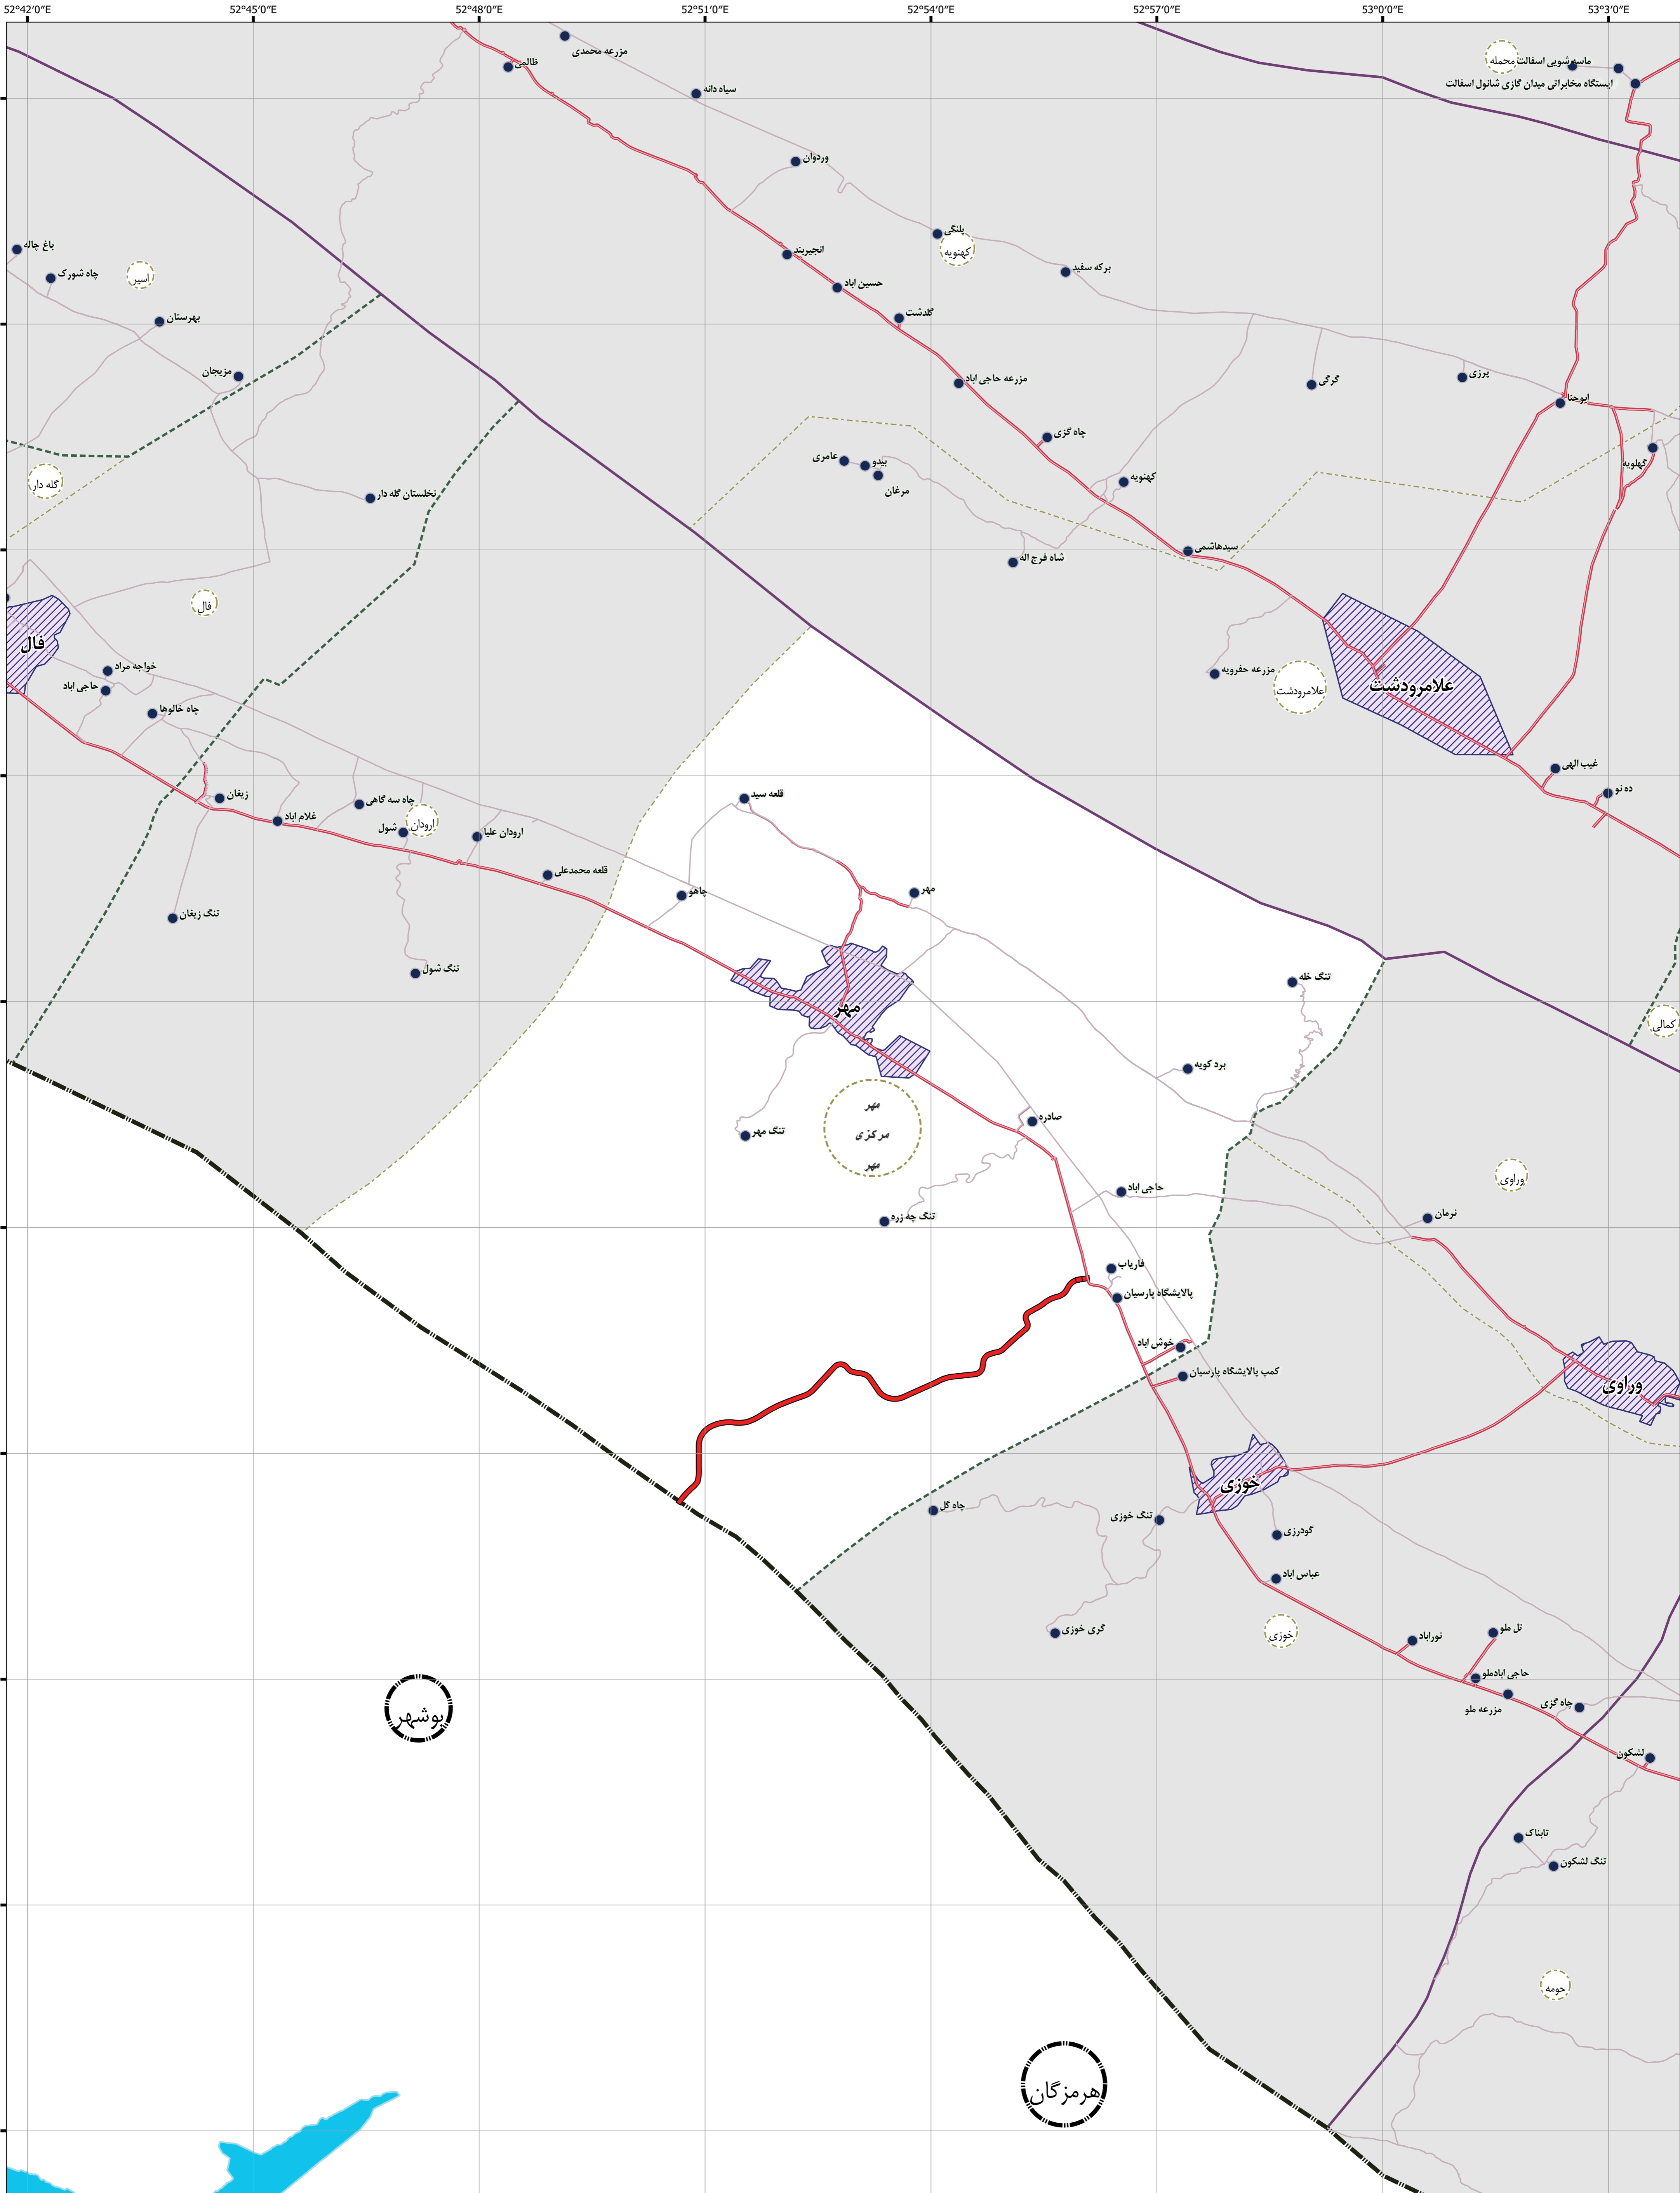 52°42'0"E 52°45'0"E 52°48'0"E 52°51'0"E 52°54'0"E 52°57'0"E 53°0'0"E 53°3'0"E
مزرعه محمدی
ظالمی
محمله
ماسه شویی اسفالت
ایستگاه مخابراتی میدان گازی شانول اسفالت
سیاه دانه
وردوان
پلنگی
کهنویه
باغ چاله
انجیربند
برکه سفید
چاه شورک
اسیر
حسین اباد
گلدشت
بهرستان
مزیجان
مزرعه حاجی اباد
گرگی
پرزی
ابوحنا
چاه گزی
عامری
بیدو
مرغان
کهلویه
گله دار
نخلستان گله دار
کهنویه
سیدهاشمی
شاه فرج اله
فال
فال
خواجه مراد
حاجی اباد
مزرعه حفرویه
علامرودشت
علامرودشت
چاه خالوها
غیب الهی
ده نو
زیغان
چاه سه گاهی
قلعه سید
غلام اباد
ارودان
شول
ارودان علیا
قلعه محمدعلی
چاهو
مهر
تنگ زیغان
تنگ شول
تنگ خله
مهر
کمالی
برد کویه
مهر
مرکزی
مهر
صادره
تنگ مهر
وراوی
حاجی اباد
تنگ چه زره
نرمان
فاریاب
پالایشگاه پارسیان
خوش اباد
کمپ پالایشگاه پارسیان
وراوی
خوزی
چاه گل
تنگ خوزی
گودرزی
عباس اباد
گری خوزی
خوزی
نوراباد
تل ملو
حاجی ابادملو
مزرعه ملو
چاه گزی
بوشهر
لشکون
تابناک
تنگ لشکون
حومه
هرمزگان